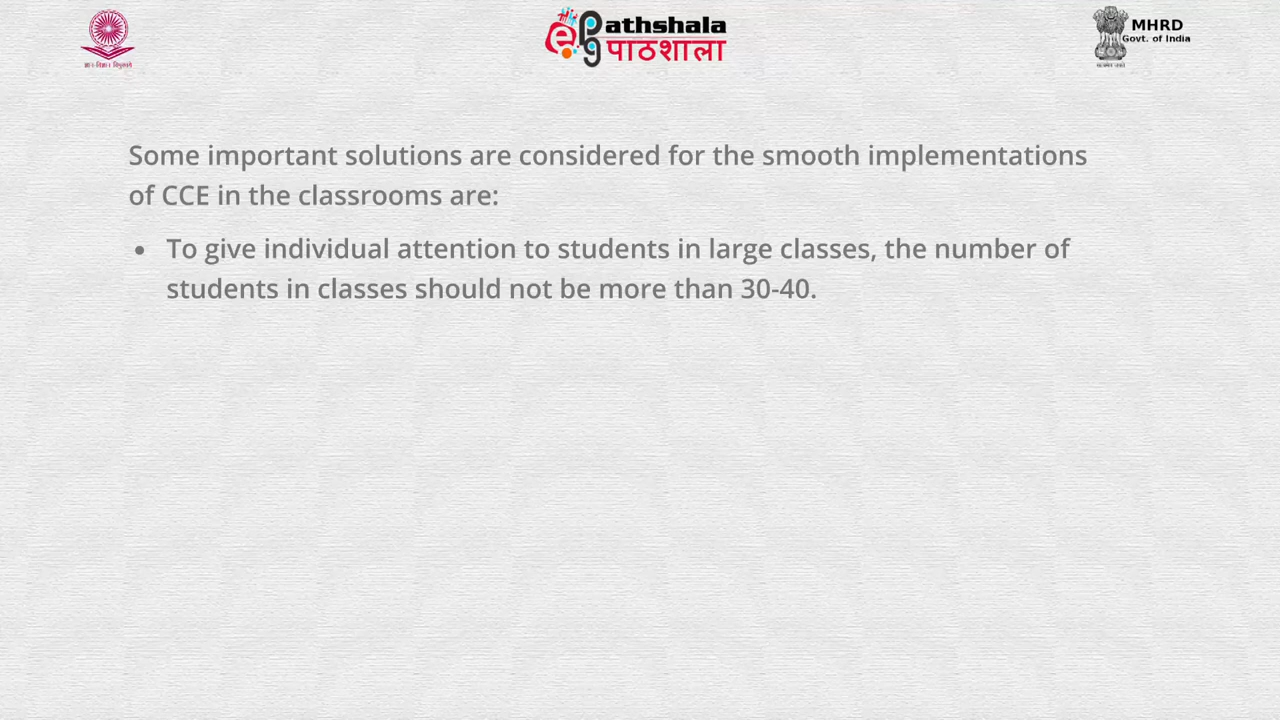 ePathshala
पाठशाला
MHRD
Govt. of India
Some important solutions are considered for the smooth implementations
of CCE in the classrooms are:
• To give individual attention to students in large classes, the number of
students in classes should not be more than 30-40.